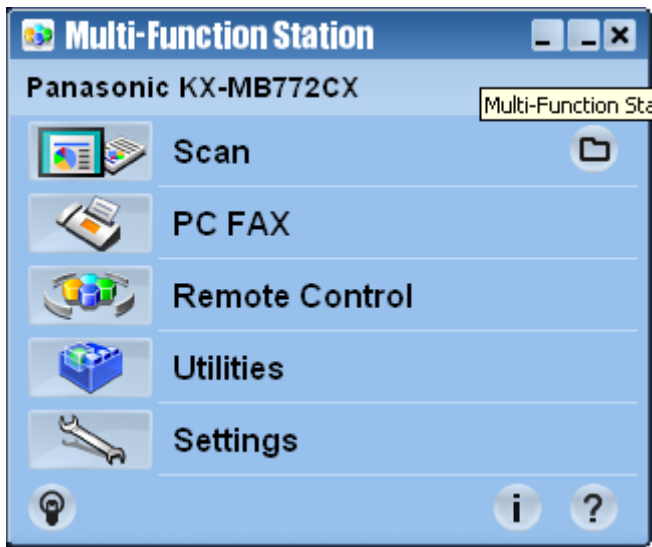 Multi-Function Station
Panasonic KX-MB772CX
Multi-Function Sta
Scan
PC FAX
Remote Control
Utilities
Settings
i ?